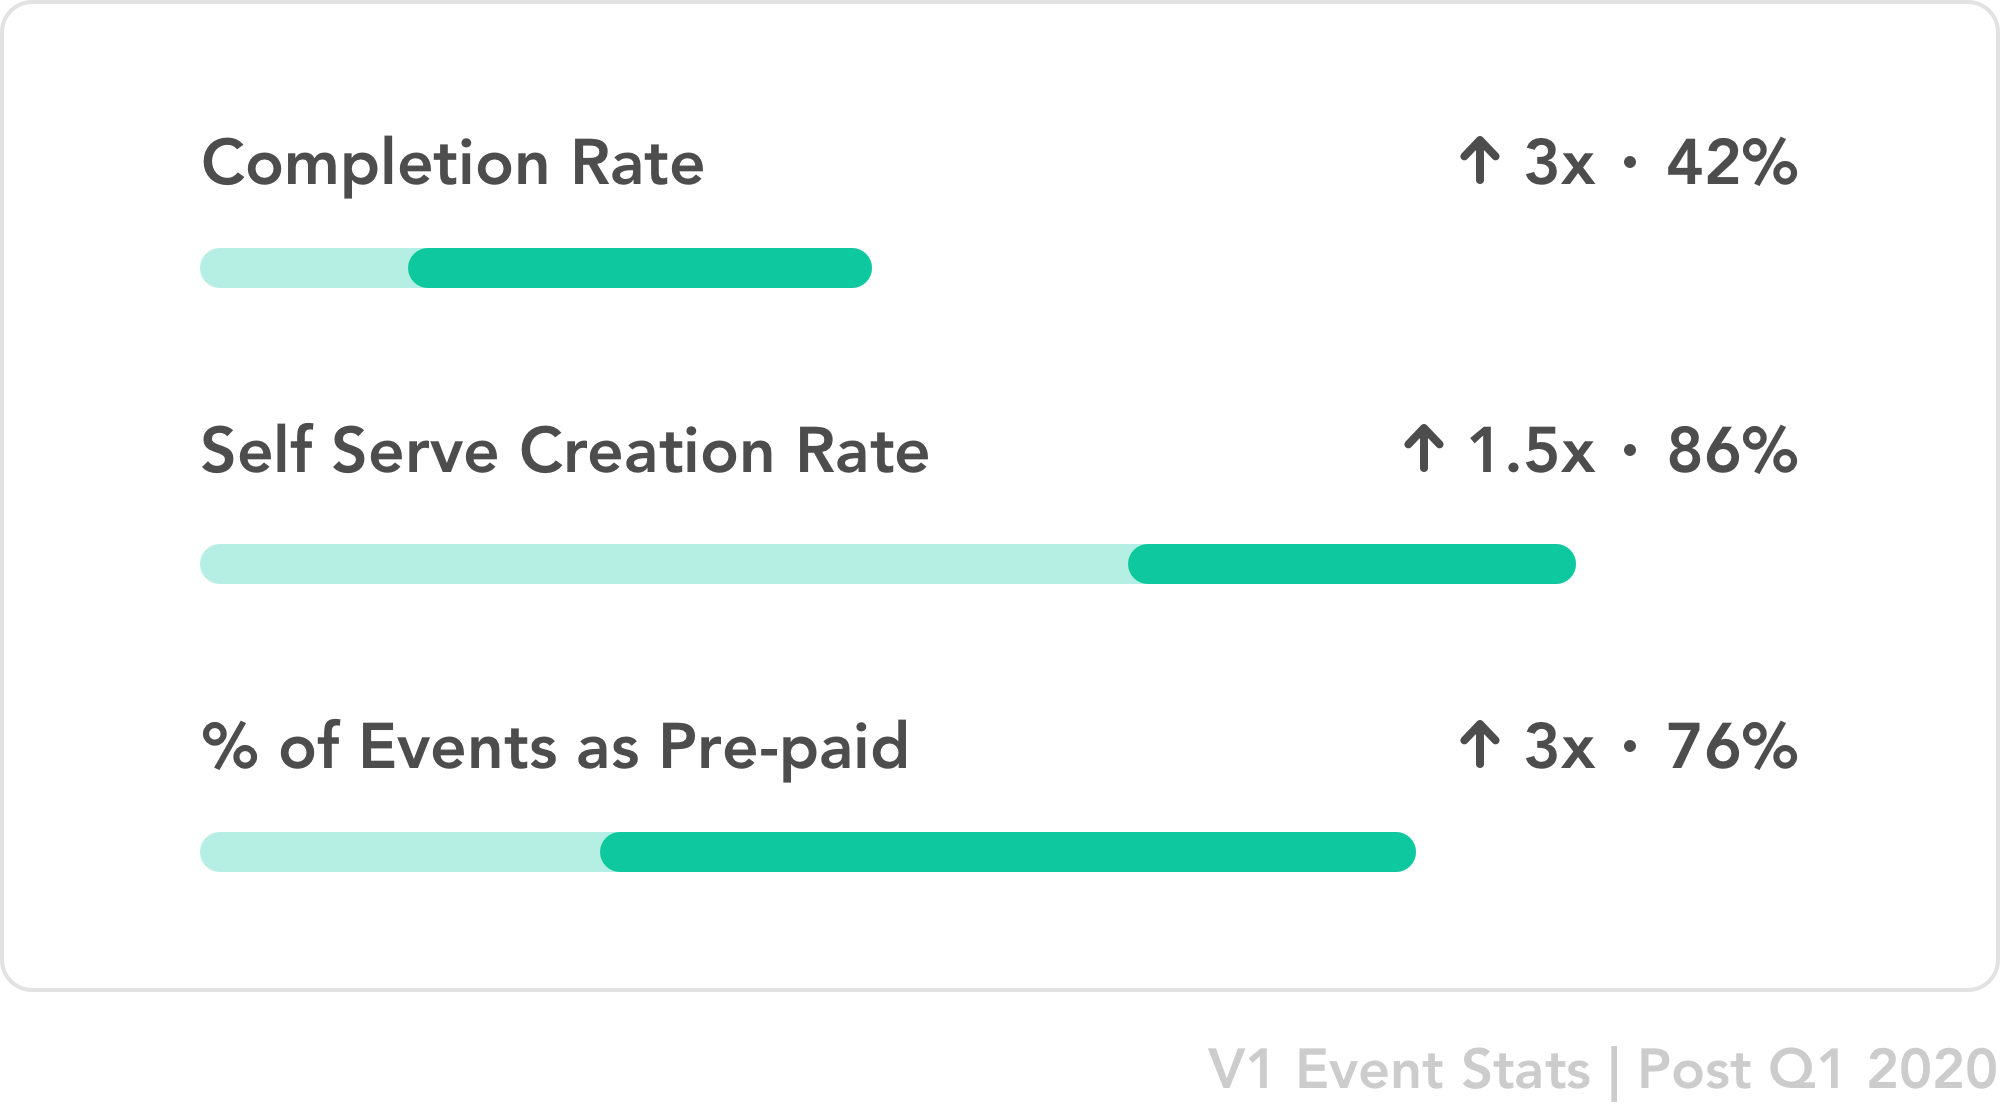 Completion Rate ↑ 3x · 42%
Self Serve Creation Rate ↑ 1.5x · 86%
% of Events as Pre-paid ↑ 3x · 76%
V1 Event Stats | Post Q1 2020